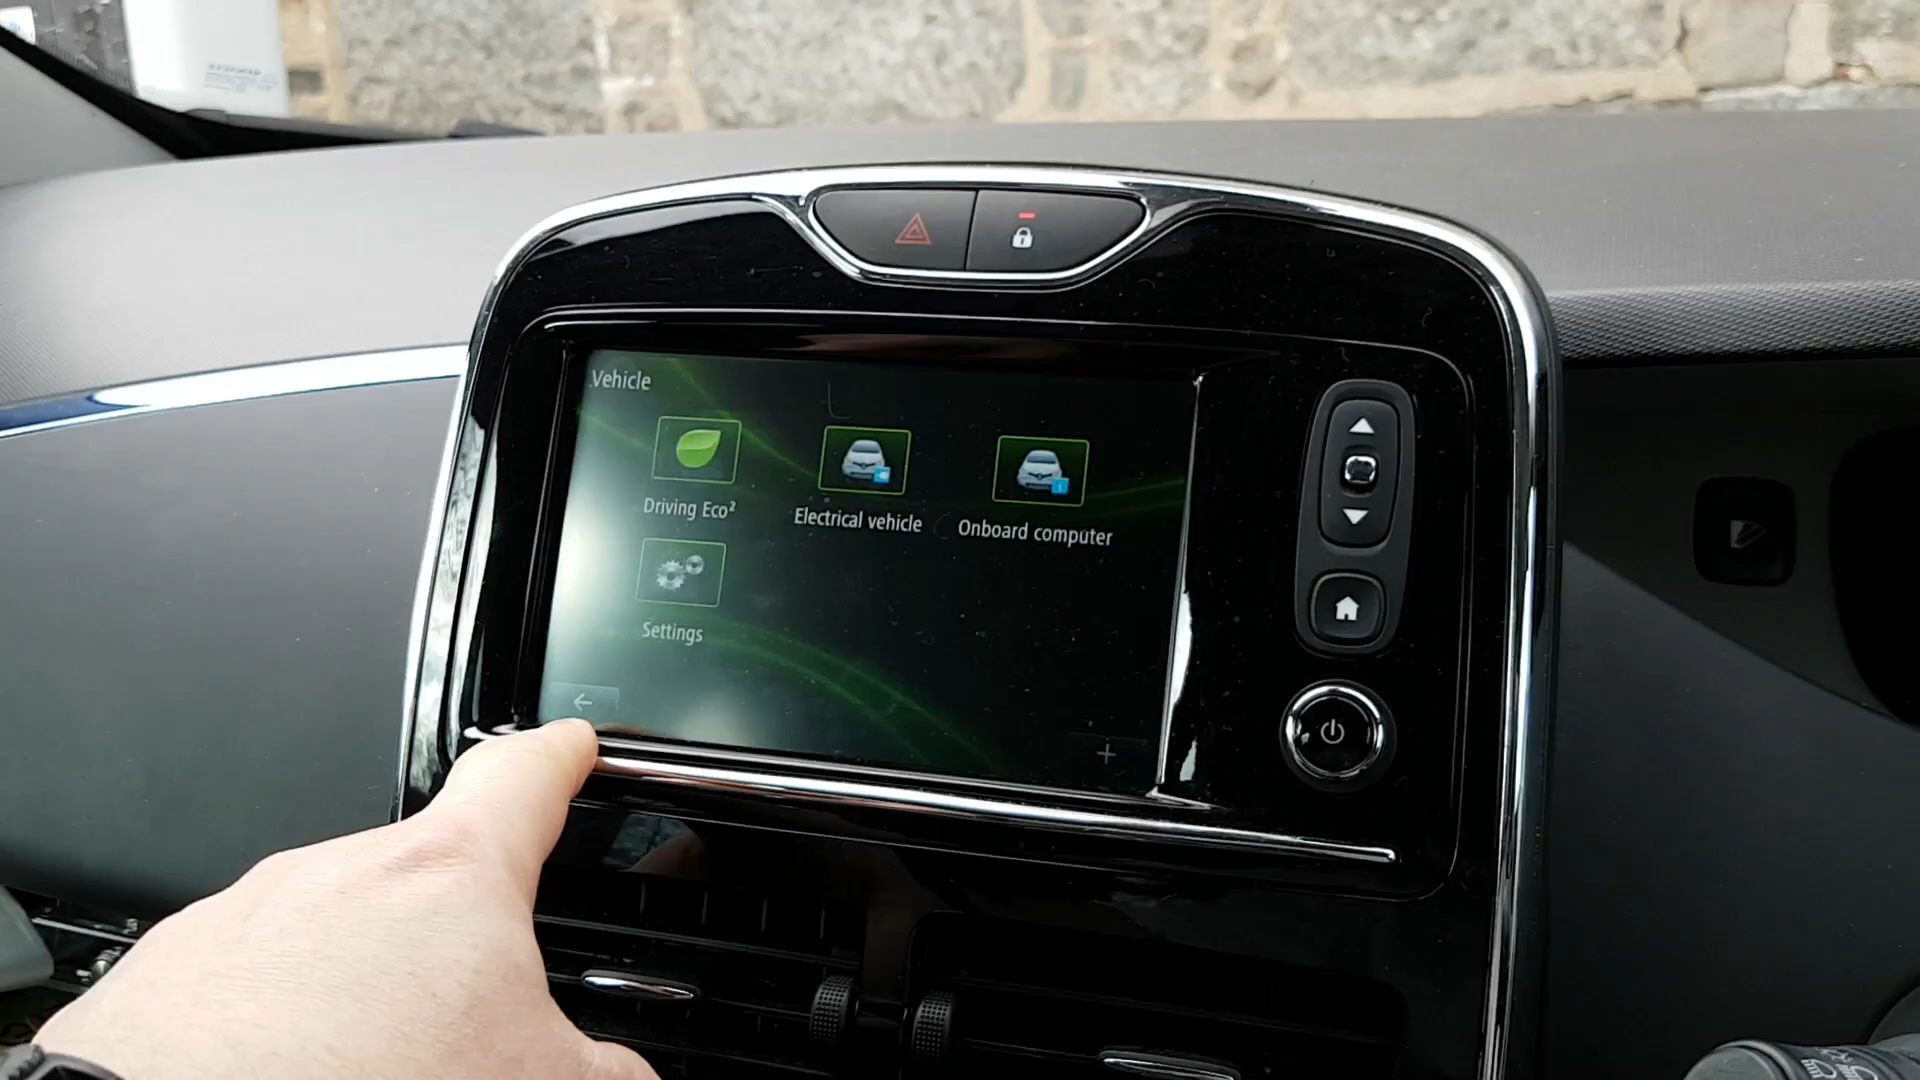 Vehicle
Driving Eco²
Electrical vehicle
Onboard computer
Settings